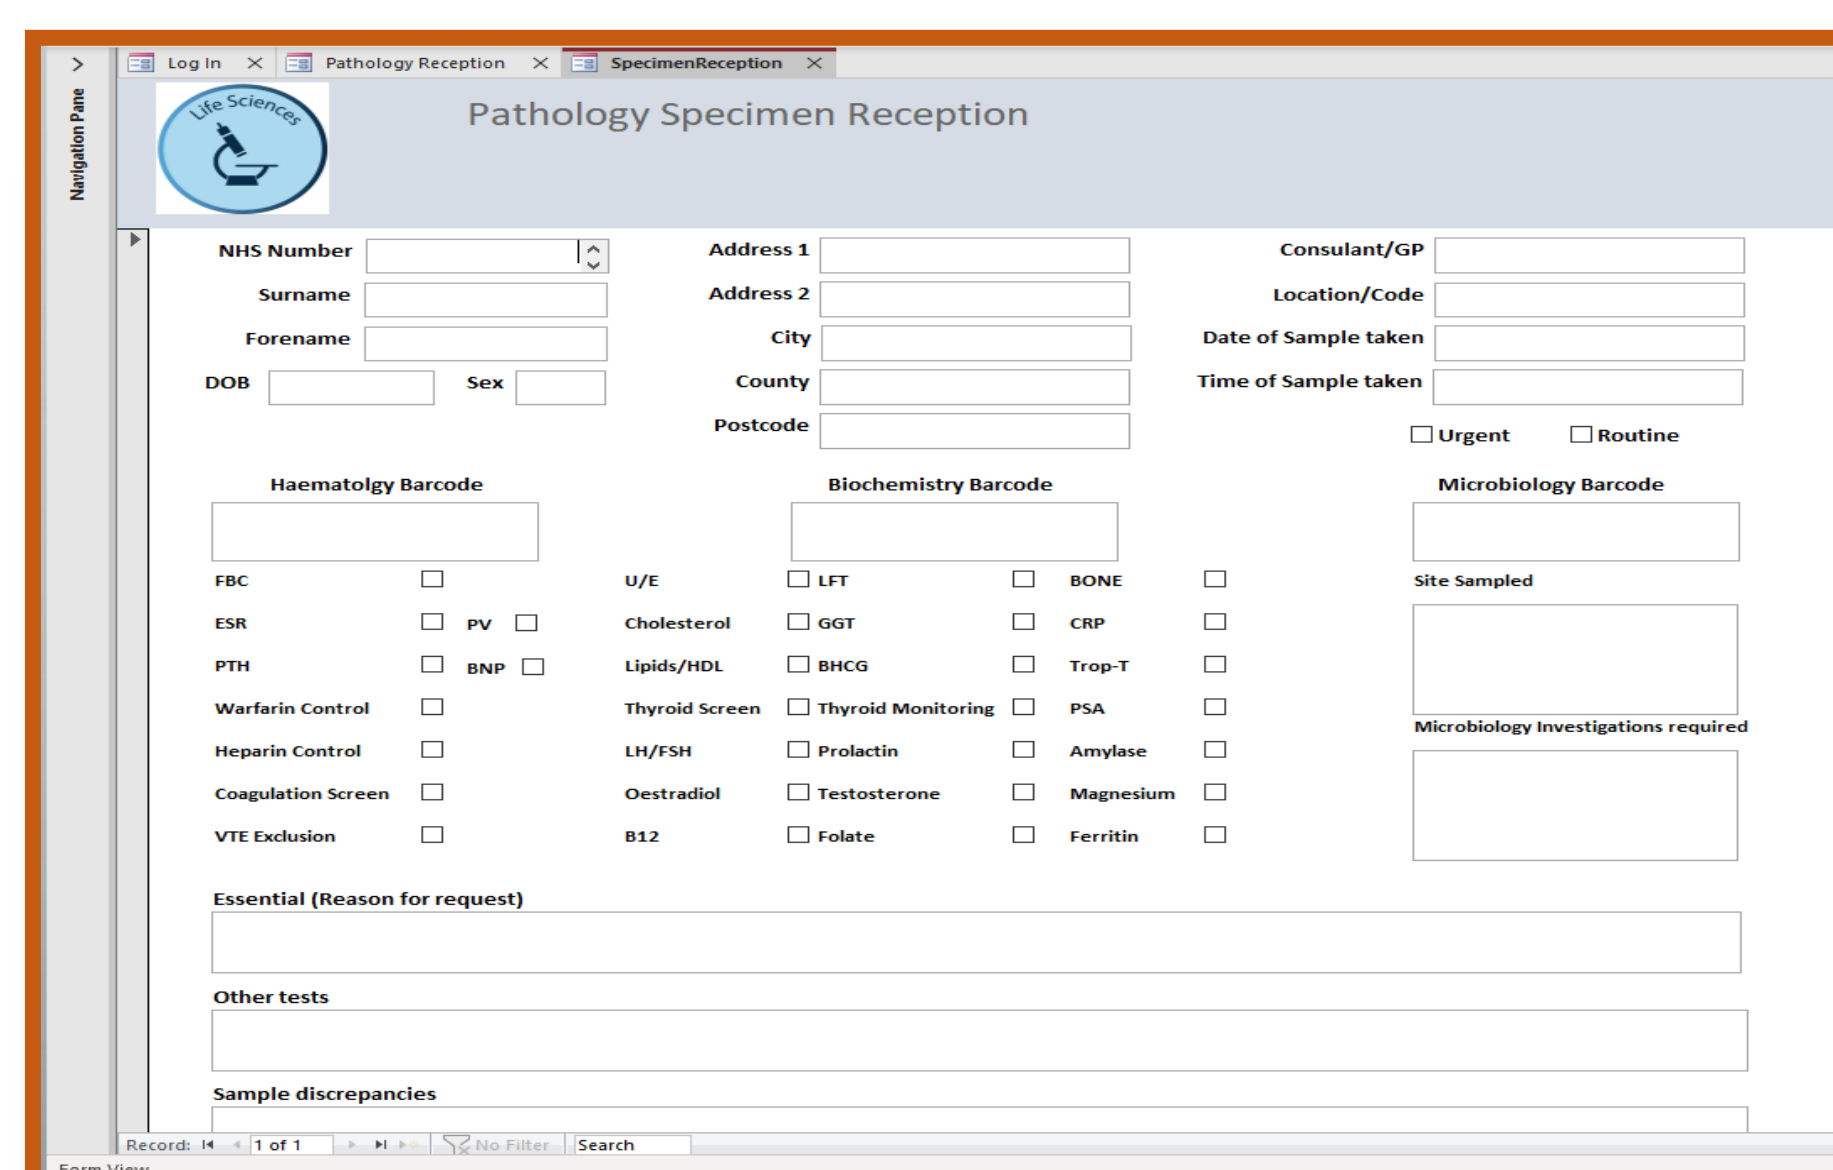 Log In
Pathology Reception
SpecimenReception
Navigation Pane
Life Sciences
Pathology Specimen Reception
NHS Number
Address 1
Consulant/GP
Surname
Address 2
Location/Code
Forename
City
Date of Sample taken
DOB
Sex
County
Time of Sample taken
Postcode
Urgent
Routine
Haematolgy Barcode
Biochemistry Barcode
Microbiology Barcode
FBC
U/E
LFT
BONE
Site Sampled
ESR
PV
Cholesterol
GGT
CRP
PTH
BNP
Lipids/HDL
BHCG
Trop-T
Warfarin Control
Thyroid Screen
Thyroid Monitoring
PSA
Microbiology Investigations required
Heparin Control
LH/FSH
Prolactin
Amylase
Coagulation Screen
Oestradiol
Testosterone
Magnesium
VTE Exclusion
B12
Folate
Ferritin
Essential (Reason for request)
Other tests
Sample discrepancies
Record:
1 of 1
No Filter
Search
Form View